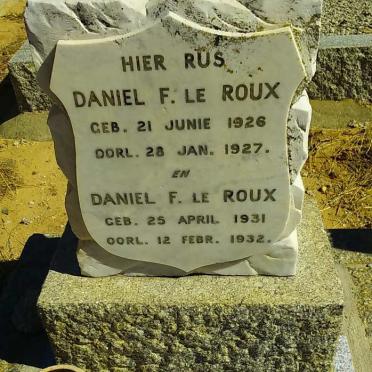 HIER RUS
DANIEL F. LE ROUX
GEB. 21 JUNIE 1926
OORL. 28 JAN. 1927.
EN
DANIEL F. LE ROUX
GEB. 25 APRIL 1931
OORL. 12 FEBR. 1932.